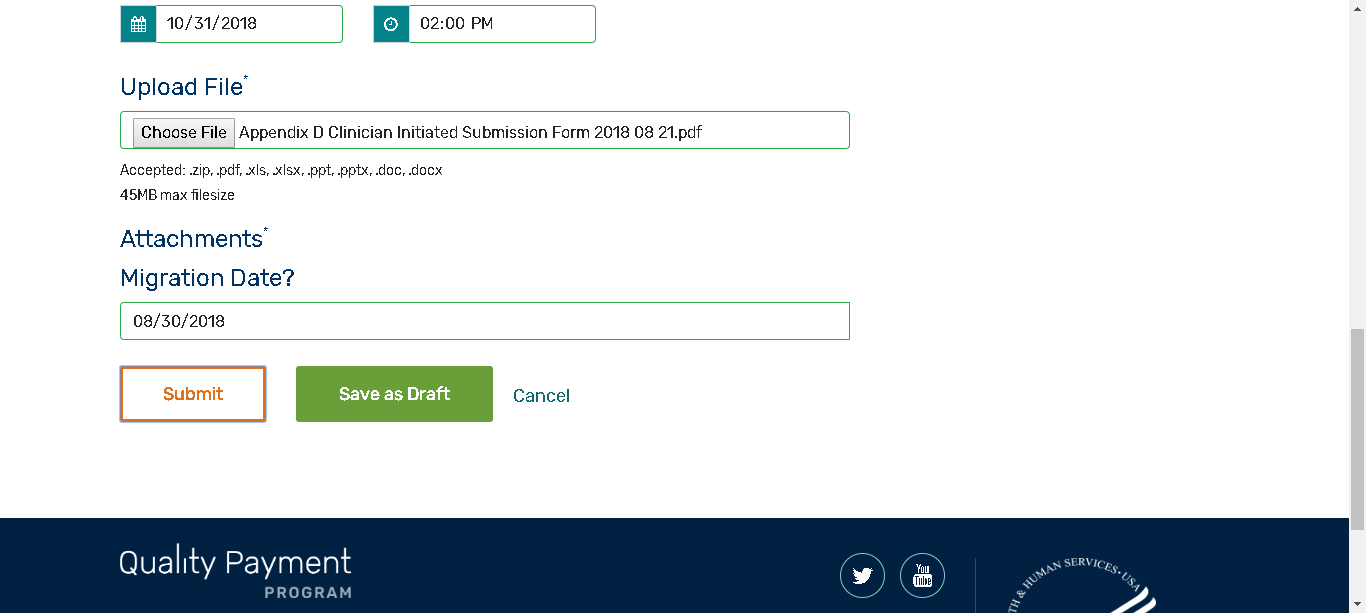 10/31/2018 02:00 PM
Upload File*
Choose File Appendix D Clinician Initiated Submission Form 2018 08 21.pdf
Accepted: .zip, .pdf, .xls, .xlsx, .ppt, .pptx, .doc, .docx
45MB max filesize
Attachments*
Migration Date?
08/30/2018
Submit Save as Draft Cancel
Quality Payment
PROGRAM
You
Tube
& HUMAN SERVICES • USA